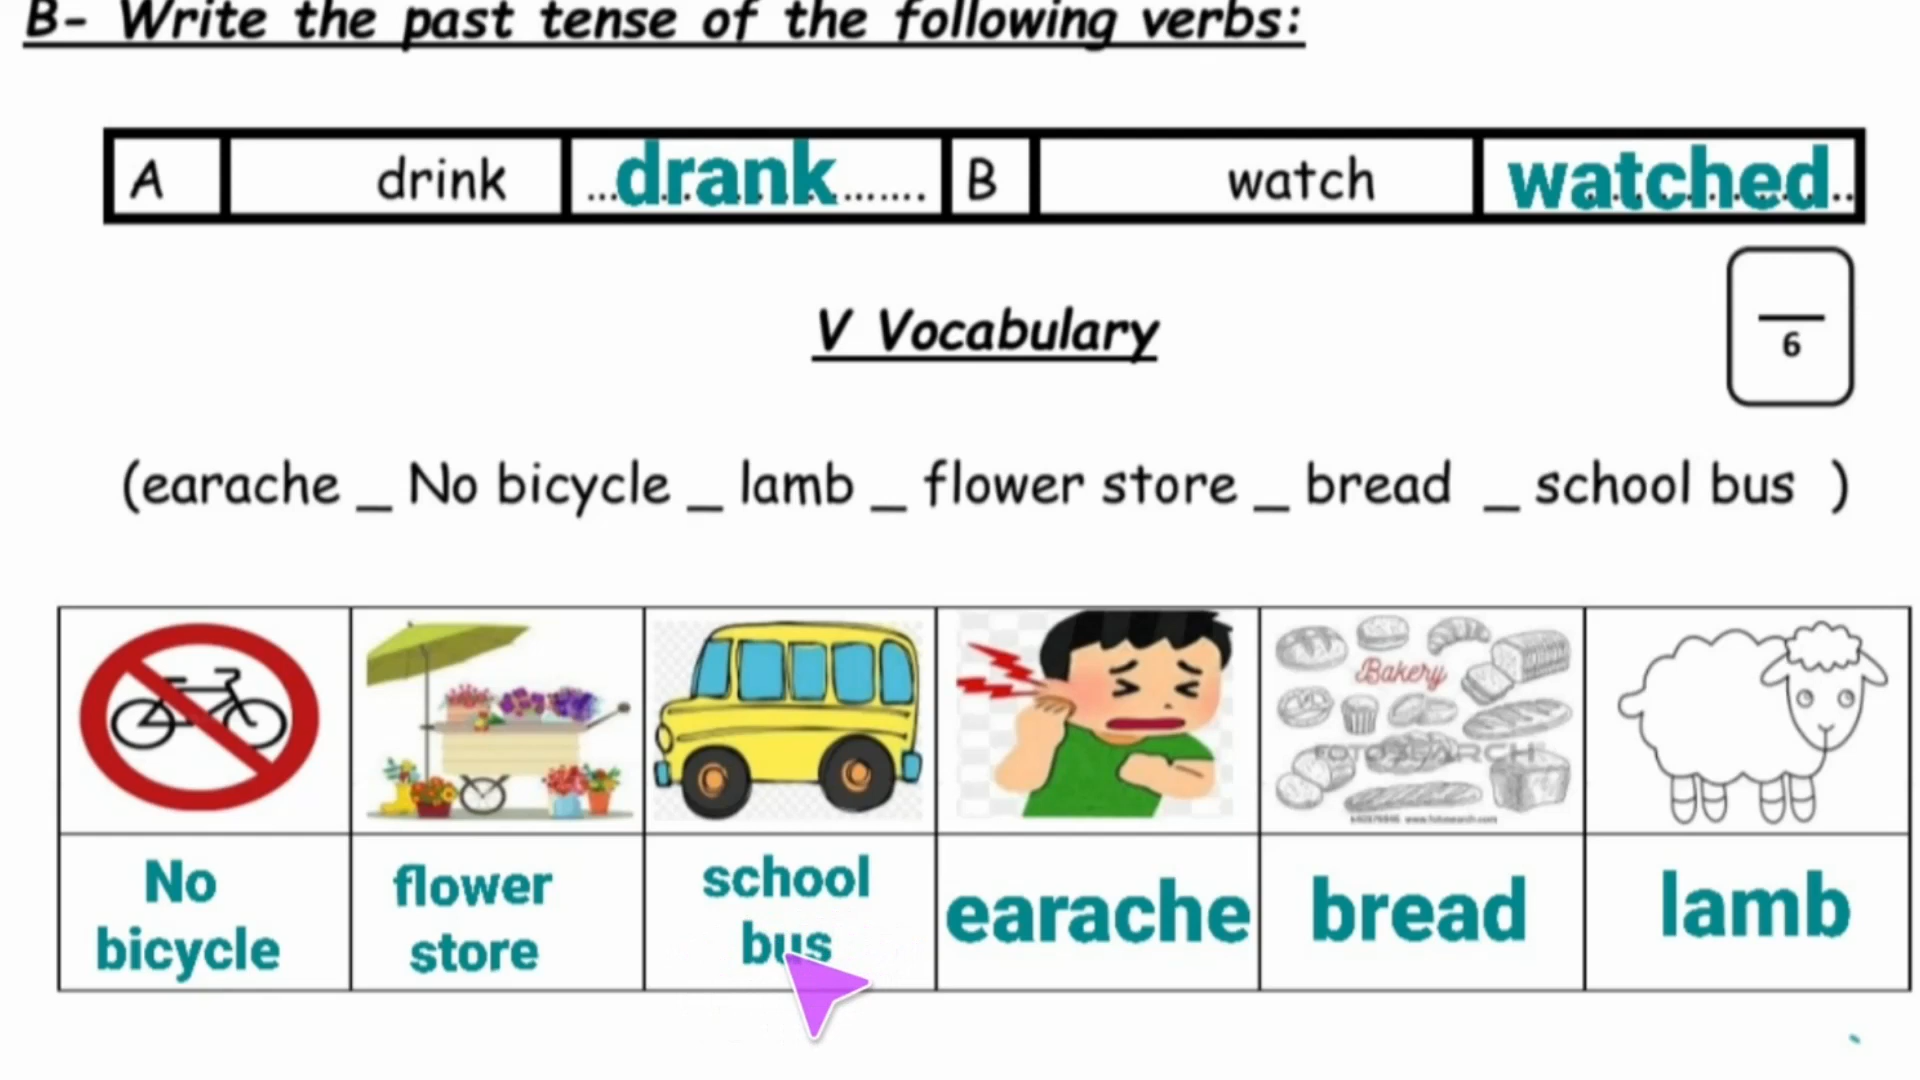 B- Write the past tense of the following verbs:
A drink ... drank ....... B watch watched ..
V Vocabulary
6
(earache _ No bicycle _ lamb _ flower store _ bread _ school bus )
Bakery
FOTOSEARCH
No bicycle
flower store
school bus
earache
bread
lamb